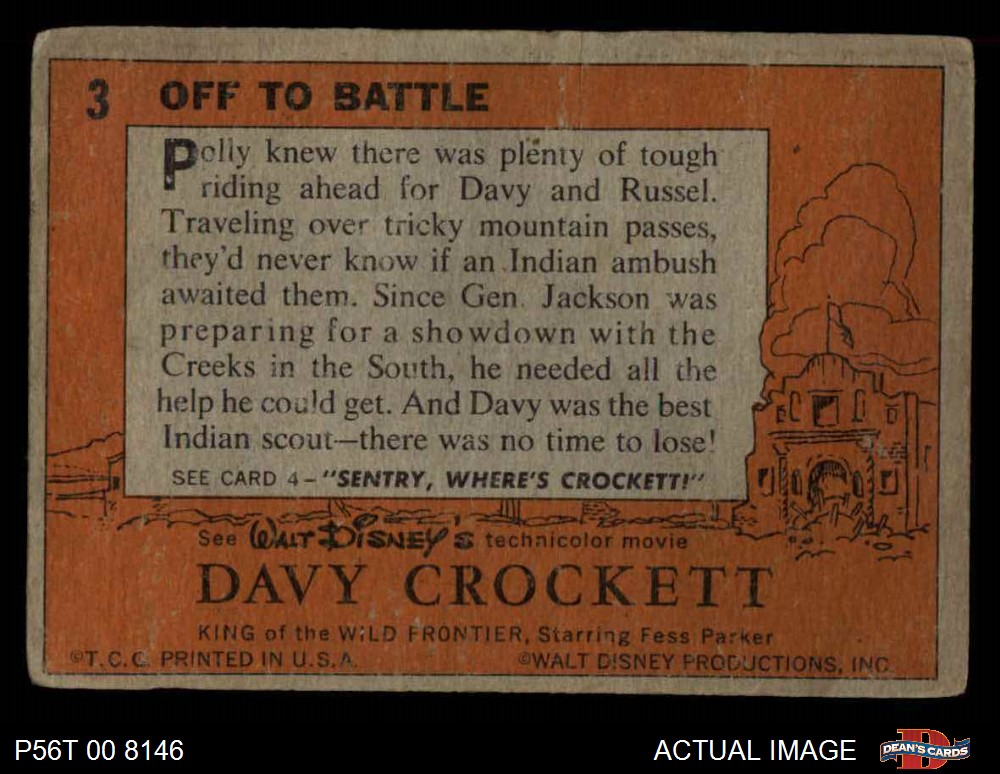 3 OFF TO BATTLE
Polly knew there was plenty of tough
riding ahead for Davy and Russel.
Traveling over tricky mountain passes,
they'd never know if an Indian ambush
awaited them. Since Gen. Jackson was
preparing for a showdown with the
Creeks in the South, he needed all the
help he could get. And Davy was the best
Indian scout—there was no time to lose!
SEE CARD 4–"SENTRY, WHERE'S CROCKETT!"
See WALT DISNEY'S technicolor movie
DAVY CROCKETT
KING of the WILD FRONTIER, Starring Fess Parker
©T.C.G. PRINTED IN U.S.A. ©WALT DISNEY PRODUCTIONS, INC.
P56T 00 8146 ACTUAL IMAGE DEAN'S CARDS